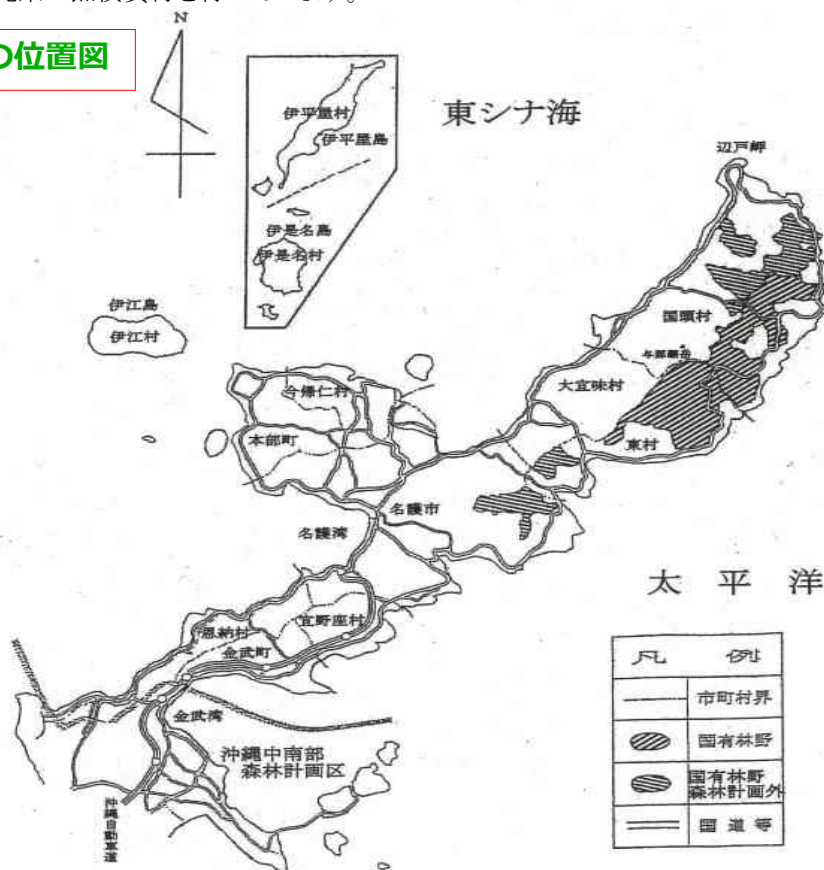 の位置図
N
東シナ海
伊平屋村
伊平屋島
伊是名島
伊是名村
辺戸岬
伊江島
伊江村
国頭村
与那覇岳
大宜味村
今帰仁村
本部町
東村
名護市
名護湾
太平洋
宜野座村
恩納村
金武町
金武湾
沖縄中南部
森林計画区
沖縄自動車道
凡例
市町村界
国有林野
国有林野
森林計画外
国道等